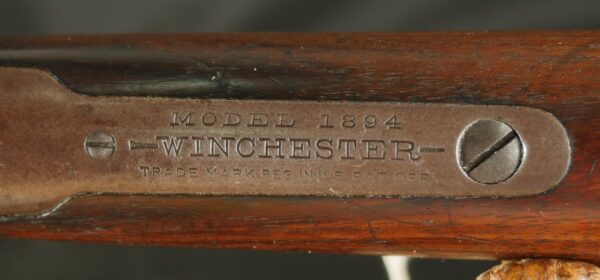 MODEL 1894
-WINCHESTER-
TRADE MARK REG. IN U.S. PAT. OFF.